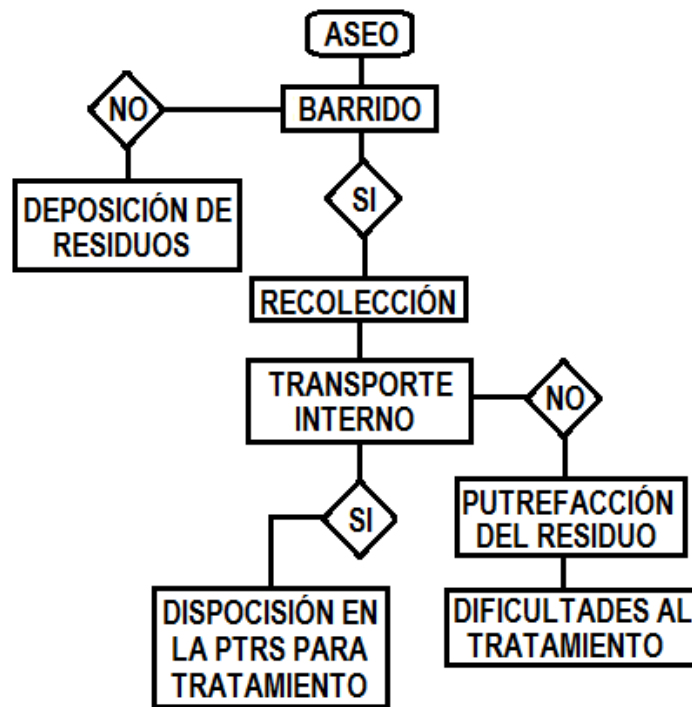 ASEO
BARRIDO
NO
DEPOSICIÓN DE
RESIDUOS
SI
RECOLECCIÓN
TRANSPORTE
INTERNO
NO
PUTREFACCIÓN
DEL RESIDUO
DIFICULTADES AL
TRATAMIENTO
SI
DISPOCISIÓN EN
LA PTRS PARA
TRATAMIENTO